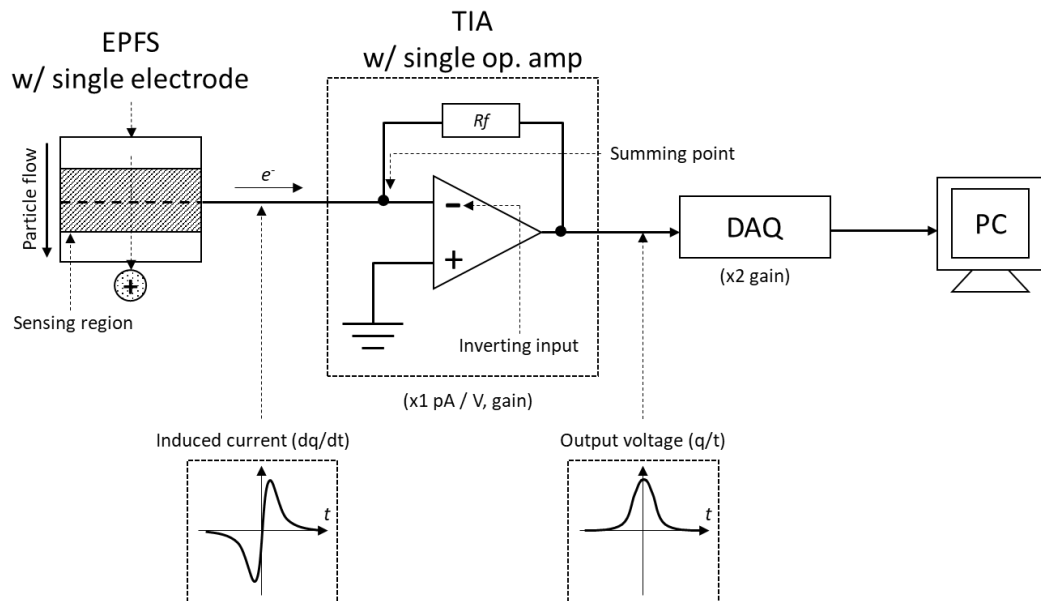 EPFS
w/ single electrode
TIA
w/ single op. amp
Particle flow
e-
Rf
Summing point
-
+
+
DAQ
(x2 gain)
PC
Sensing region
Inverting input
(x1 pA / V, gain)
Induced current (dq/dt)
t
Output voltage (q/t)
t